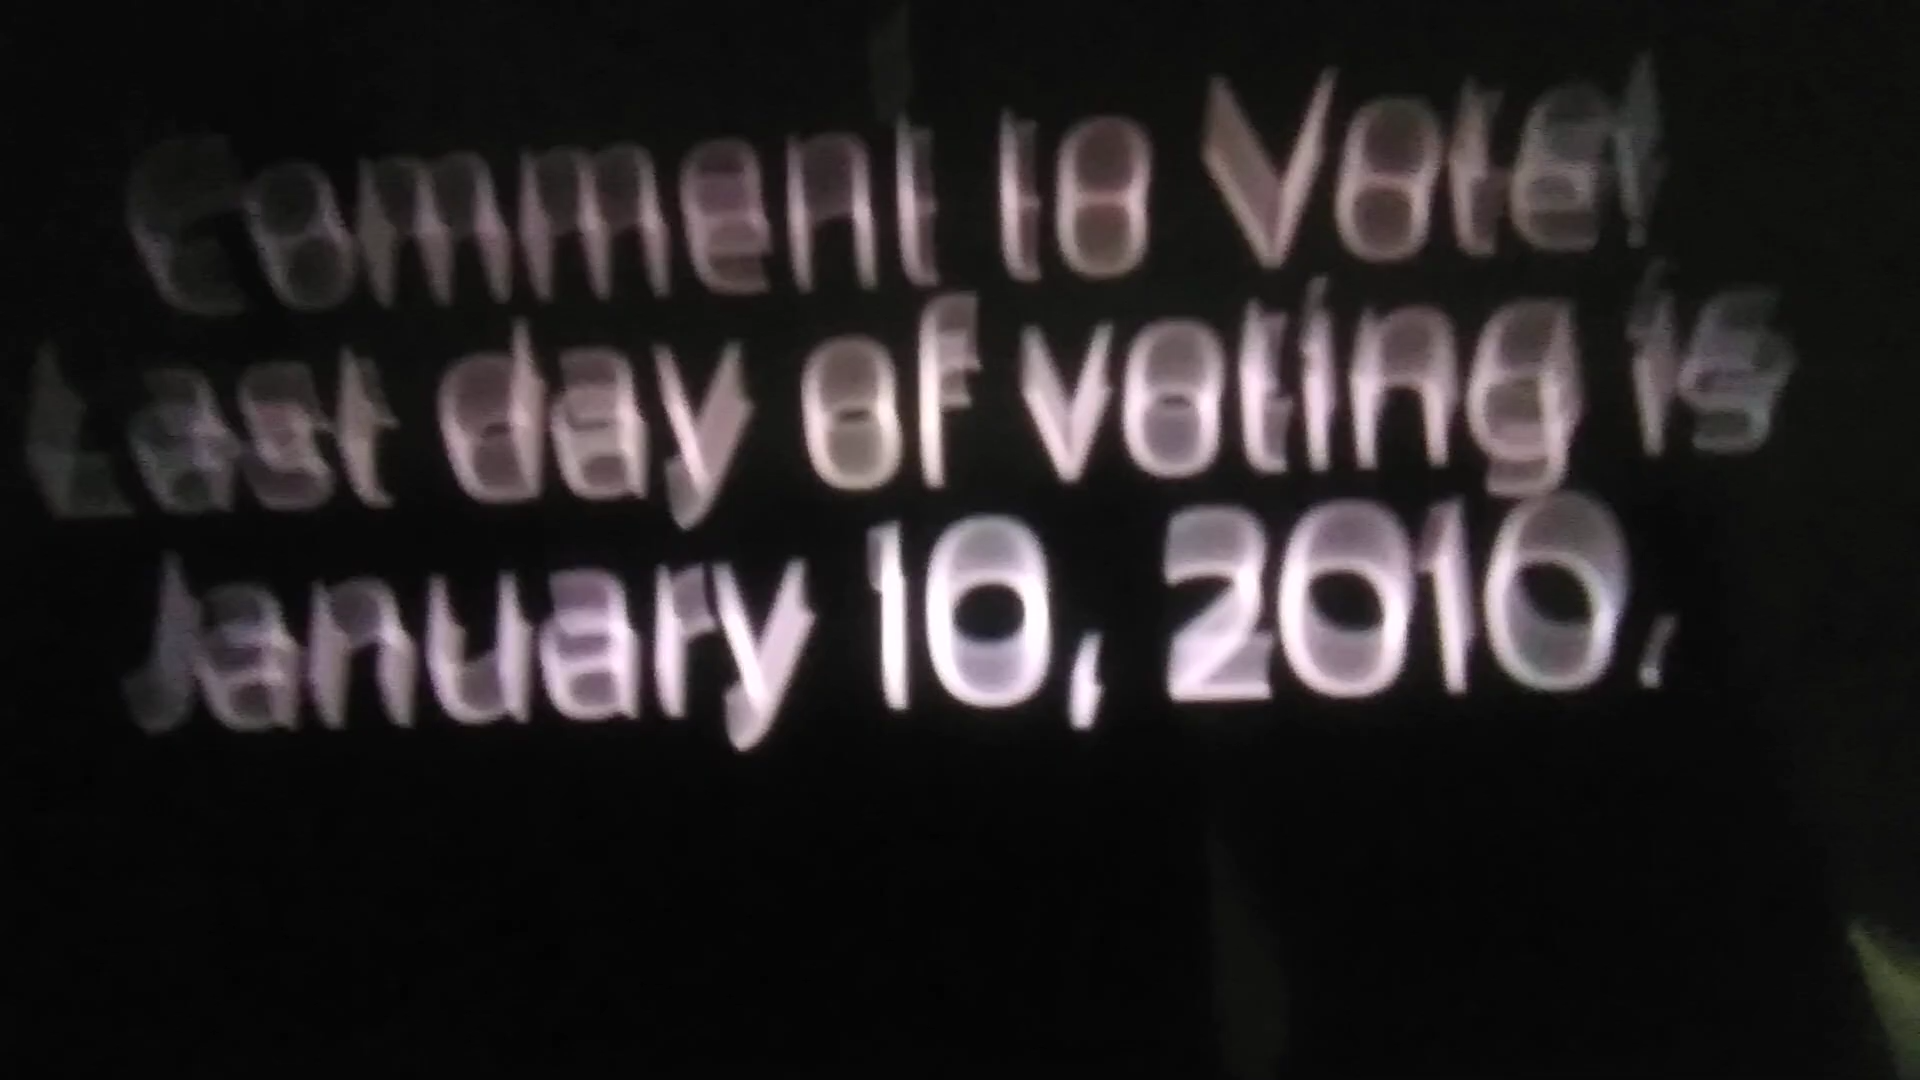 Comment to Vote!
Last day of voting is
January 10, 2010.